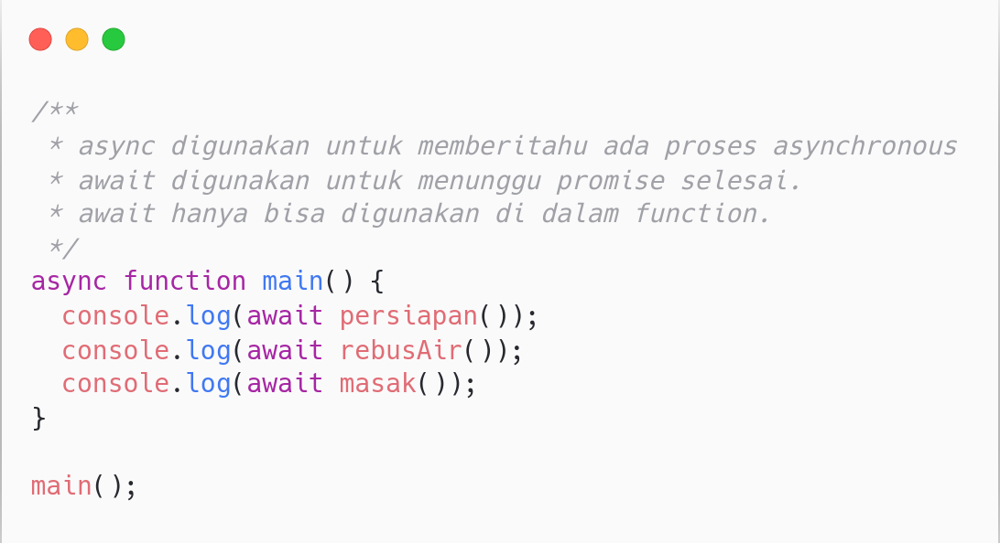 /**
 * async digunakan untuk memberitahu ada proses asynchronous
 * await digunakan untuk menunggu promise selesai.
 * await hanya bisa digunakan di dalam function.
 */
async function main() {
  console.log(await persiapan());
  console.log(await rebusAir());
  console.log(await masak());
}

main();